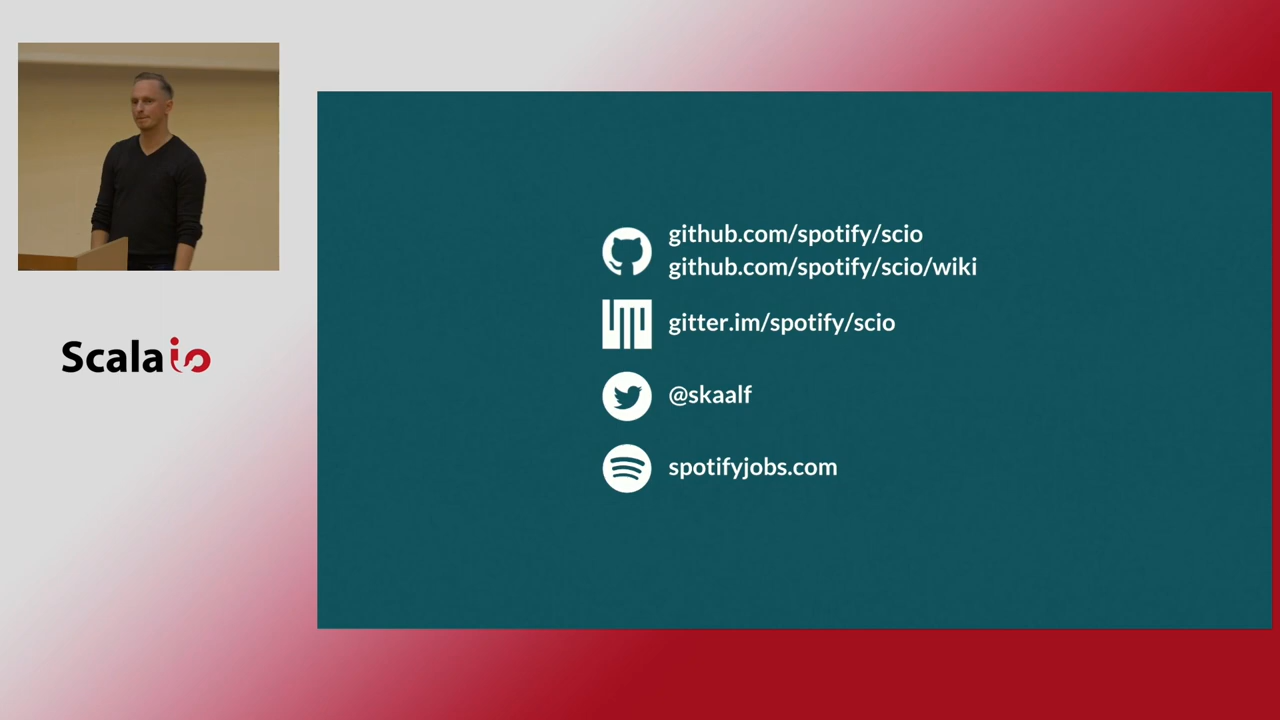 Scala io
github.com/spotify/scio
github.com/spotify/scio/wiki
gitter.im/spotify/scio
@skaalf
spotifyjobs.com